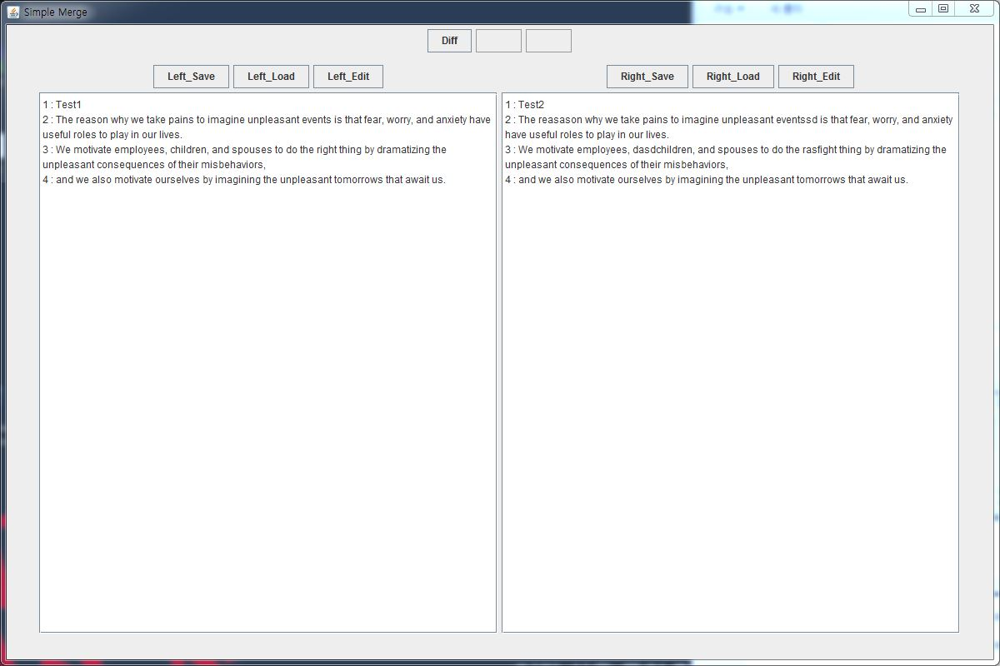 Simple Merge
Diff
Left_Save Left_Load Left_Edit
Right_Save Right_Load Right_Edit
1 : Test1
2 : The reason why we take pains to imagine unpleasant events is that fear, worry, and anxiety have
useful roles to play in our lives.
3 : We motivate employees, children, and spouses to do the right thing by dramatizing the
unpleasant consequences of their misbehaviors,
4 : and we also motivate ourselves by imagining the unpleasant tomorrows that await us.
1 : Test2
2 : The reasason why we take pains to imagine unpleasant eventssd is that fear, worry, and anxiety
have useful roles to play in our lives.
3 : We motivate employees, dasdchildren, and spouses to do the rasfight thing by dramatizing the
unpleasant consequences of their misbehaviors,
4 : and we also motivate ourselves by imagining the unpleasant tomorrows that await us.